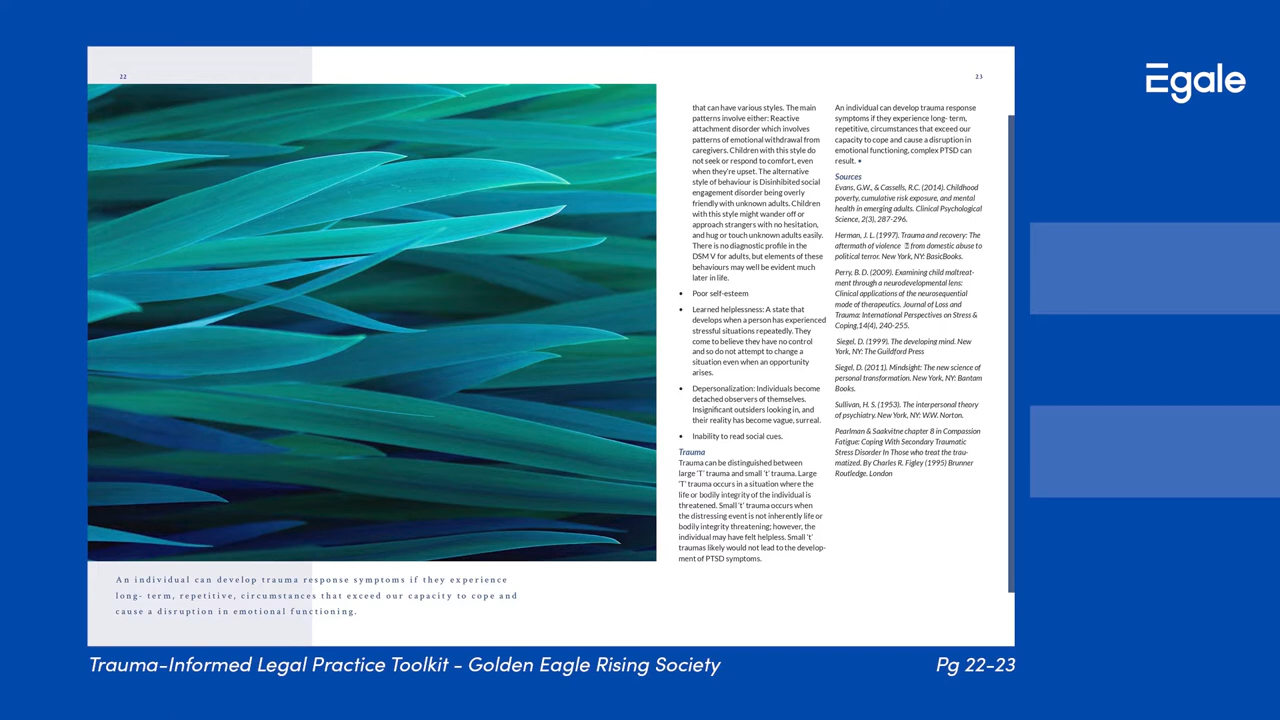 Egale
22
23
that can have various styles. The main
patterns involve either: Reactive
attachment disorder which involves
patterns of emotional withdrawal from
caregivers. Children with this style do
not seek or respond to comfort, even
when they're upset. The alternative
style of behaviour is Disinhibited social
engagement disorder being overly
friendly with unknown adults. Children
with this style might wander off or
approach strangers with no hesitation,
and hug or touch unknown adults easily.
There is no diagnostic profile in the
DSM V for adults, but elements of these
behaviours may well be evident much
later in life.
• Poor self-esteem
• Learned helplessness: A state that
develops when a person has experienced
stressful situations repeatedly. They
come to believe they have no control
and so do not attempt to change a
situation even when an opportunity
arises.
• Depersonalization: Individuals become
detached observers of themselves.
Insignificant outsiders looking in, and
their reality has become vague, surreal.
• Inability to read social cues.
Trauma
Trauma can be distinguished between
large 'T' trauma and small 't' trauma. Large
'T' trauma occurs in a situation where the
life or bodily integrity of the individual is
threatened. Small 't' trauma occurs when
the distressing event is not inherently life or
bodily integrity threatening; however, the
individual may have felt helpless. Small 't'
traumas likely would not lead to the develop-
ment of PTSD symptoms.
An individual can develop trauma response
symptoms if they experience long- term,
repetitive, circumstances that exceed our
capacity to cope and cause a disruption in
emotional functioning, complex PTSD can
result. •
Sources
Evans, G.W., & Cassells, R.C. (2014). Childhood
poverty, cumulative risk exposure, and mental
health in emerging adults. Clinical Psychological
Science, 2(3), 287-296.
Herman, J. L. (1997). Trauma and recovery: The
aftermath of violence from domestic abuse to
political terror. New York, NY: BasicBooks.
Perry, B. D. (2009). Examining child maltreat-
ment through a neurodevelopmental lens:
Clinical applications of the neurosequential
mode of therapeutics. Journal of Loss and
Trauma: International Perspectives on Stress &
Coping,14(4), 240-255.
Siegel, D. (1999). The developing mind. New
York, NY: The Guildford Press
Siegel, D. (2011). Mindsight: The new science of
personal transformation. New York, NY: Bantam
Books.
Sullivan, H. S. (1953). The interpersonal theory
of psychiatry. New York, NY: W.W. Norton.
Pearlman & Saakvitne chapter 8 in Compassion
Fatigue: Coping With Secondary Traumatic
Stress Disorder In Those who treat the trau-
matized. By Charles R. Figley (1995) Brunner
Routledge. London
An individual can develop trauma response symptoms if they experience
long- term, repetitive, circumstances that exceed our capacity to cope and
cause a disruption in emotional functioning.
Trauma-Informed Legal Practice Toolkit - Golden Eagle Rising Society
Pg 22-23